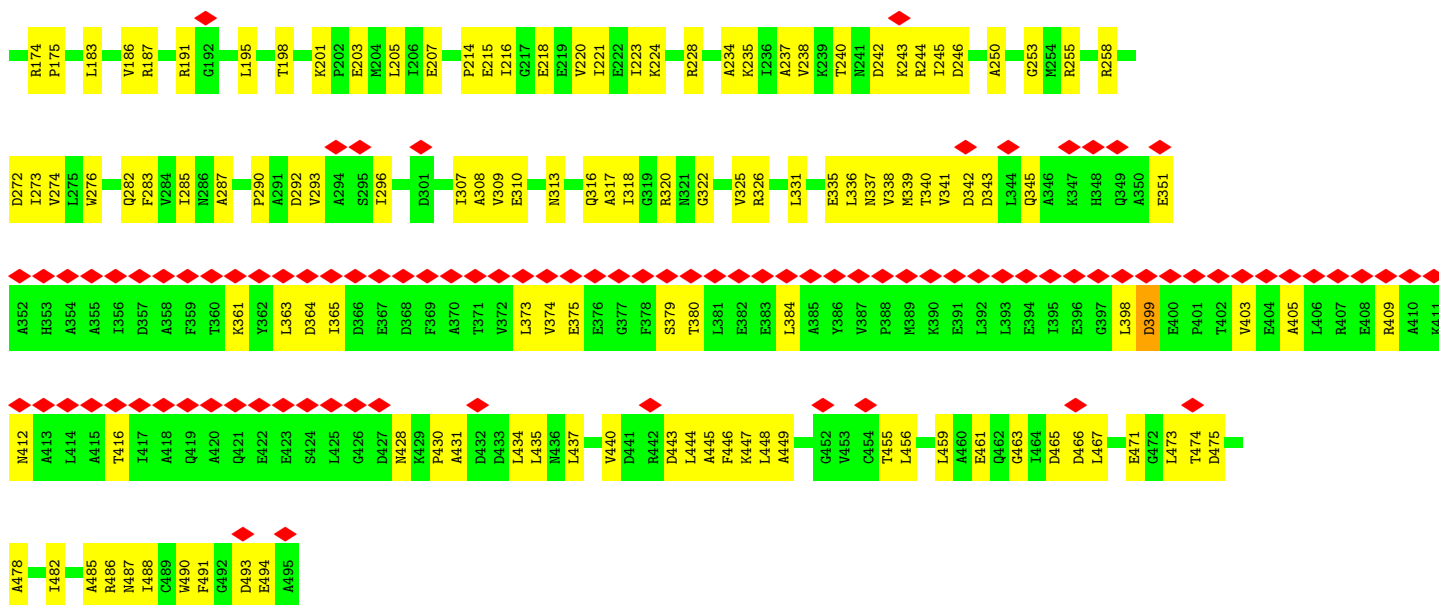 R174 P175 L183 V186 R187 R191 G192 L195 T198 K201 P202 E203 M204 L205 I206 E207 P214 E215 I216 G217 E218 E219 V220 I221 E222 I223 K224 R228 A234 K235 I236 A237 V238 K239 T240 N241 D242 K243 R244 I245 D246 A250 G253 M254 R255 R258
D272 I273 V274 L275 W276 Q282 F283 V284 I285 N286 A287 P290 A291 D292 V293 A294 S295 I296 D301 I307 A308 V309 E310 N313 Q316 A317 I318 G319 R320 N321 G322 V325 R326 L331 E335 L336 N337 V338 M339 T340 V341 D342 D343 L344 Q345 A346 K347 H348 Q349 A350 E351
A352 H353 A354 A355 I356 D357 A358 F359 T360 K361 Y362 L363 D364 I365 D366 E367 D368 F369 A370 T371 V372 L373 V374 E375 E376 G377 F378 S379 T380 L381 E382 E383 L384 A385 Y386 V387 P388 M389 K390 E391 L392 L393 E394 I395 E396 G397 L398 D399 E400 P401 T402 V403 E404 A405 L406 R407 E408 R409 A410 K411
N412 A413 L414 A415 T416 I417 A418 Q419 A420 Q421 E422 E423 S424 L425 G426 D427 N428 K429 P430 A431 D432 D433 L434 L435 N436 L437 V440 D441 R442 D443 L444 A445 F446 K447 L448 A449 G452 V453 C454 T455 L456 L459 A460 E461 Q462 G463 I464 D465 D466 L467 E471 G472 L473 T474 D475
A478 I482 A485 R486 N487 I488 C489 W490 F491 G492 D493 E494 A495